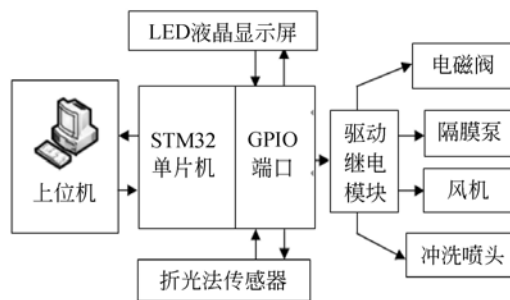 LED液晶显示屏
上位机
STM32
单片机
GPIO
端口
驱动
继电
模块
电磁阀
隔膜泵
风机
冲洗喷头
折光法传感器